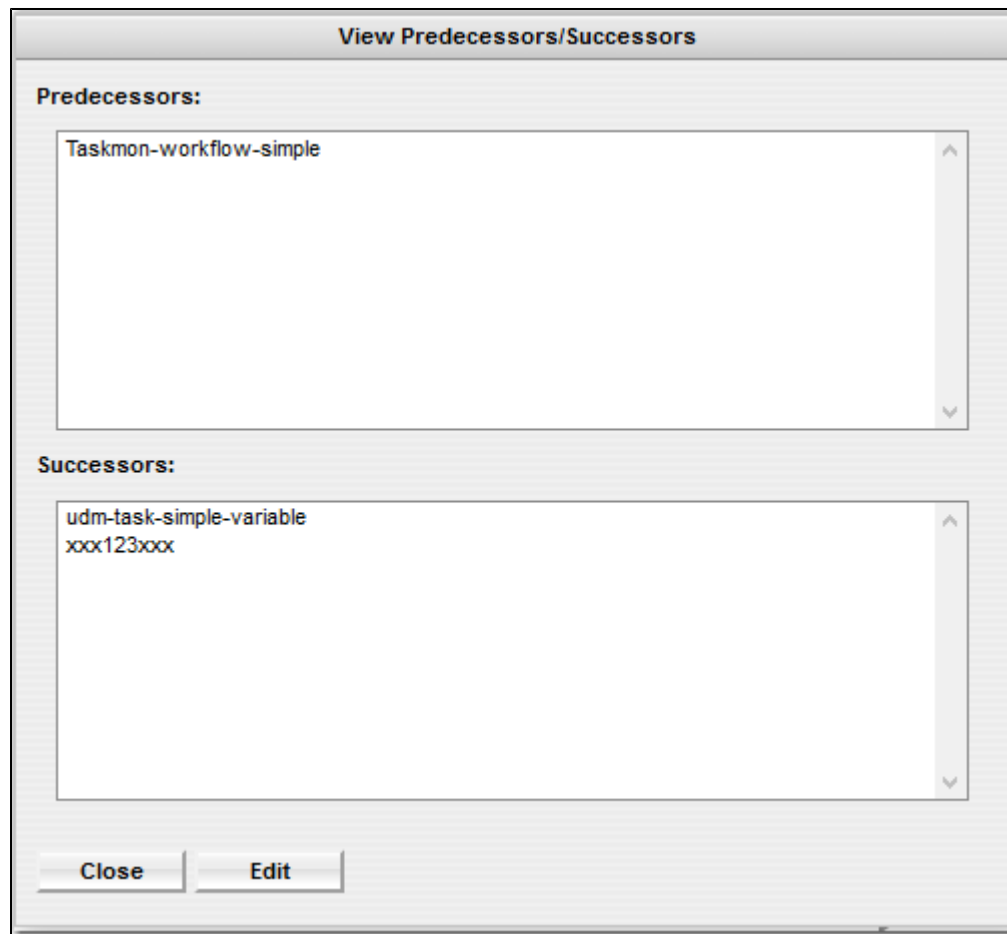 View Predecessors/Successors
Predecessors:
Taskmon-workflow-simple
Successors:
udm-task-simple-variable
xxx123xxx
Close Edit